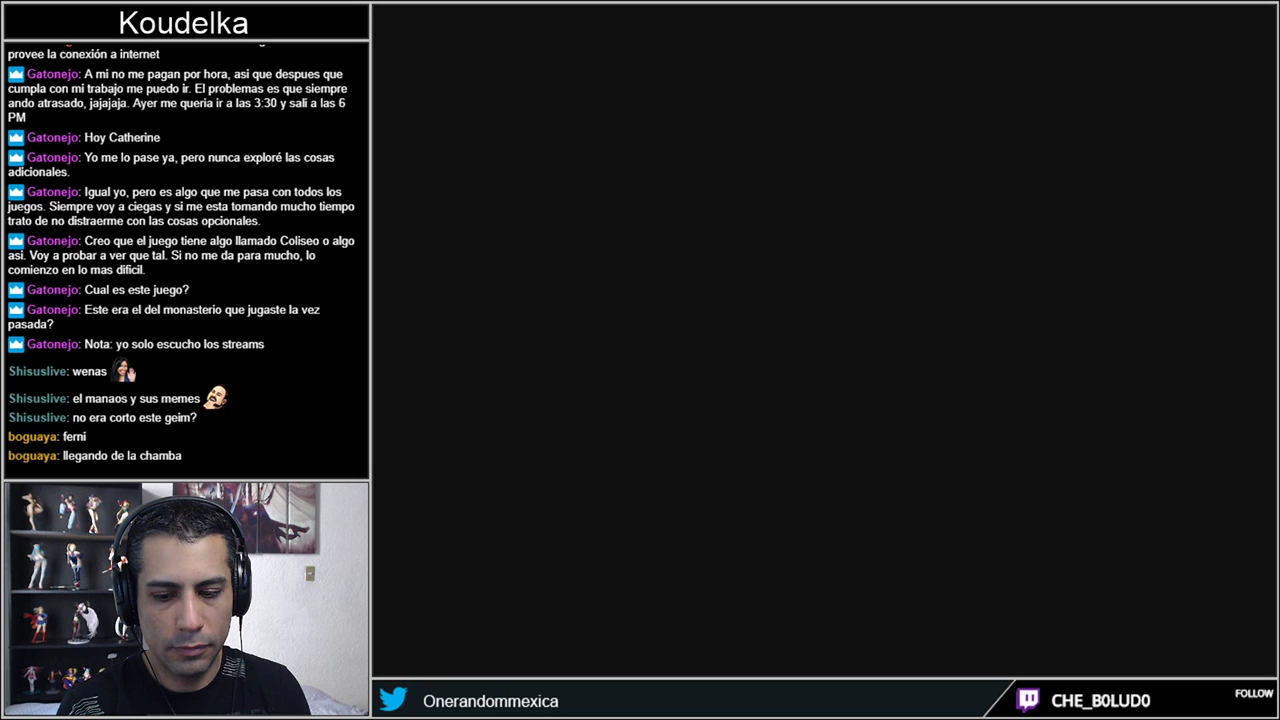 Koudelka
provee la conexión a internet
Gatonejo: A mi no me pagan por hora, asi que despues que
cumpla con mi trabajo me puedo ir. El problemas es que siempre
ando atrasado, jajajaja. Ayer me queria ir a las 3:30 y sali a las 6
PM
Gatonejo: Hoy Catherine
Gatonejo: Yo me lo pase ya, pero nunca exploré las cosas
adicionales.
Gatonejo: Igual yo, pero es algo que me pasa con todos los
juegos. Siempre voy a ciegas y si me esta tomando mucho tiempo
trato de no distraerme con las cosas opcionales.
Gatonejo: Creo que el juego tiene algo llamado Coliseo o algo
asi. Voy a probar a ver que tal. Si no me da para mucho, lo
comienzo en lo mas dificil.
Gatonejo: Cual es este juego?
Gatonejo: Este era el del monasterio que jugaste la vez
pasada?
Gatonejo: Nota: yo solo escucho los streams
Shisuslive: wenas
Shisuslive: el manaos y sus memes
Shisuslive: no era corto este geim?
boguaya: ferni
boguaya: llegando de la chamba
Onerandommexica
CHE_B0LUD0
FOLLOW